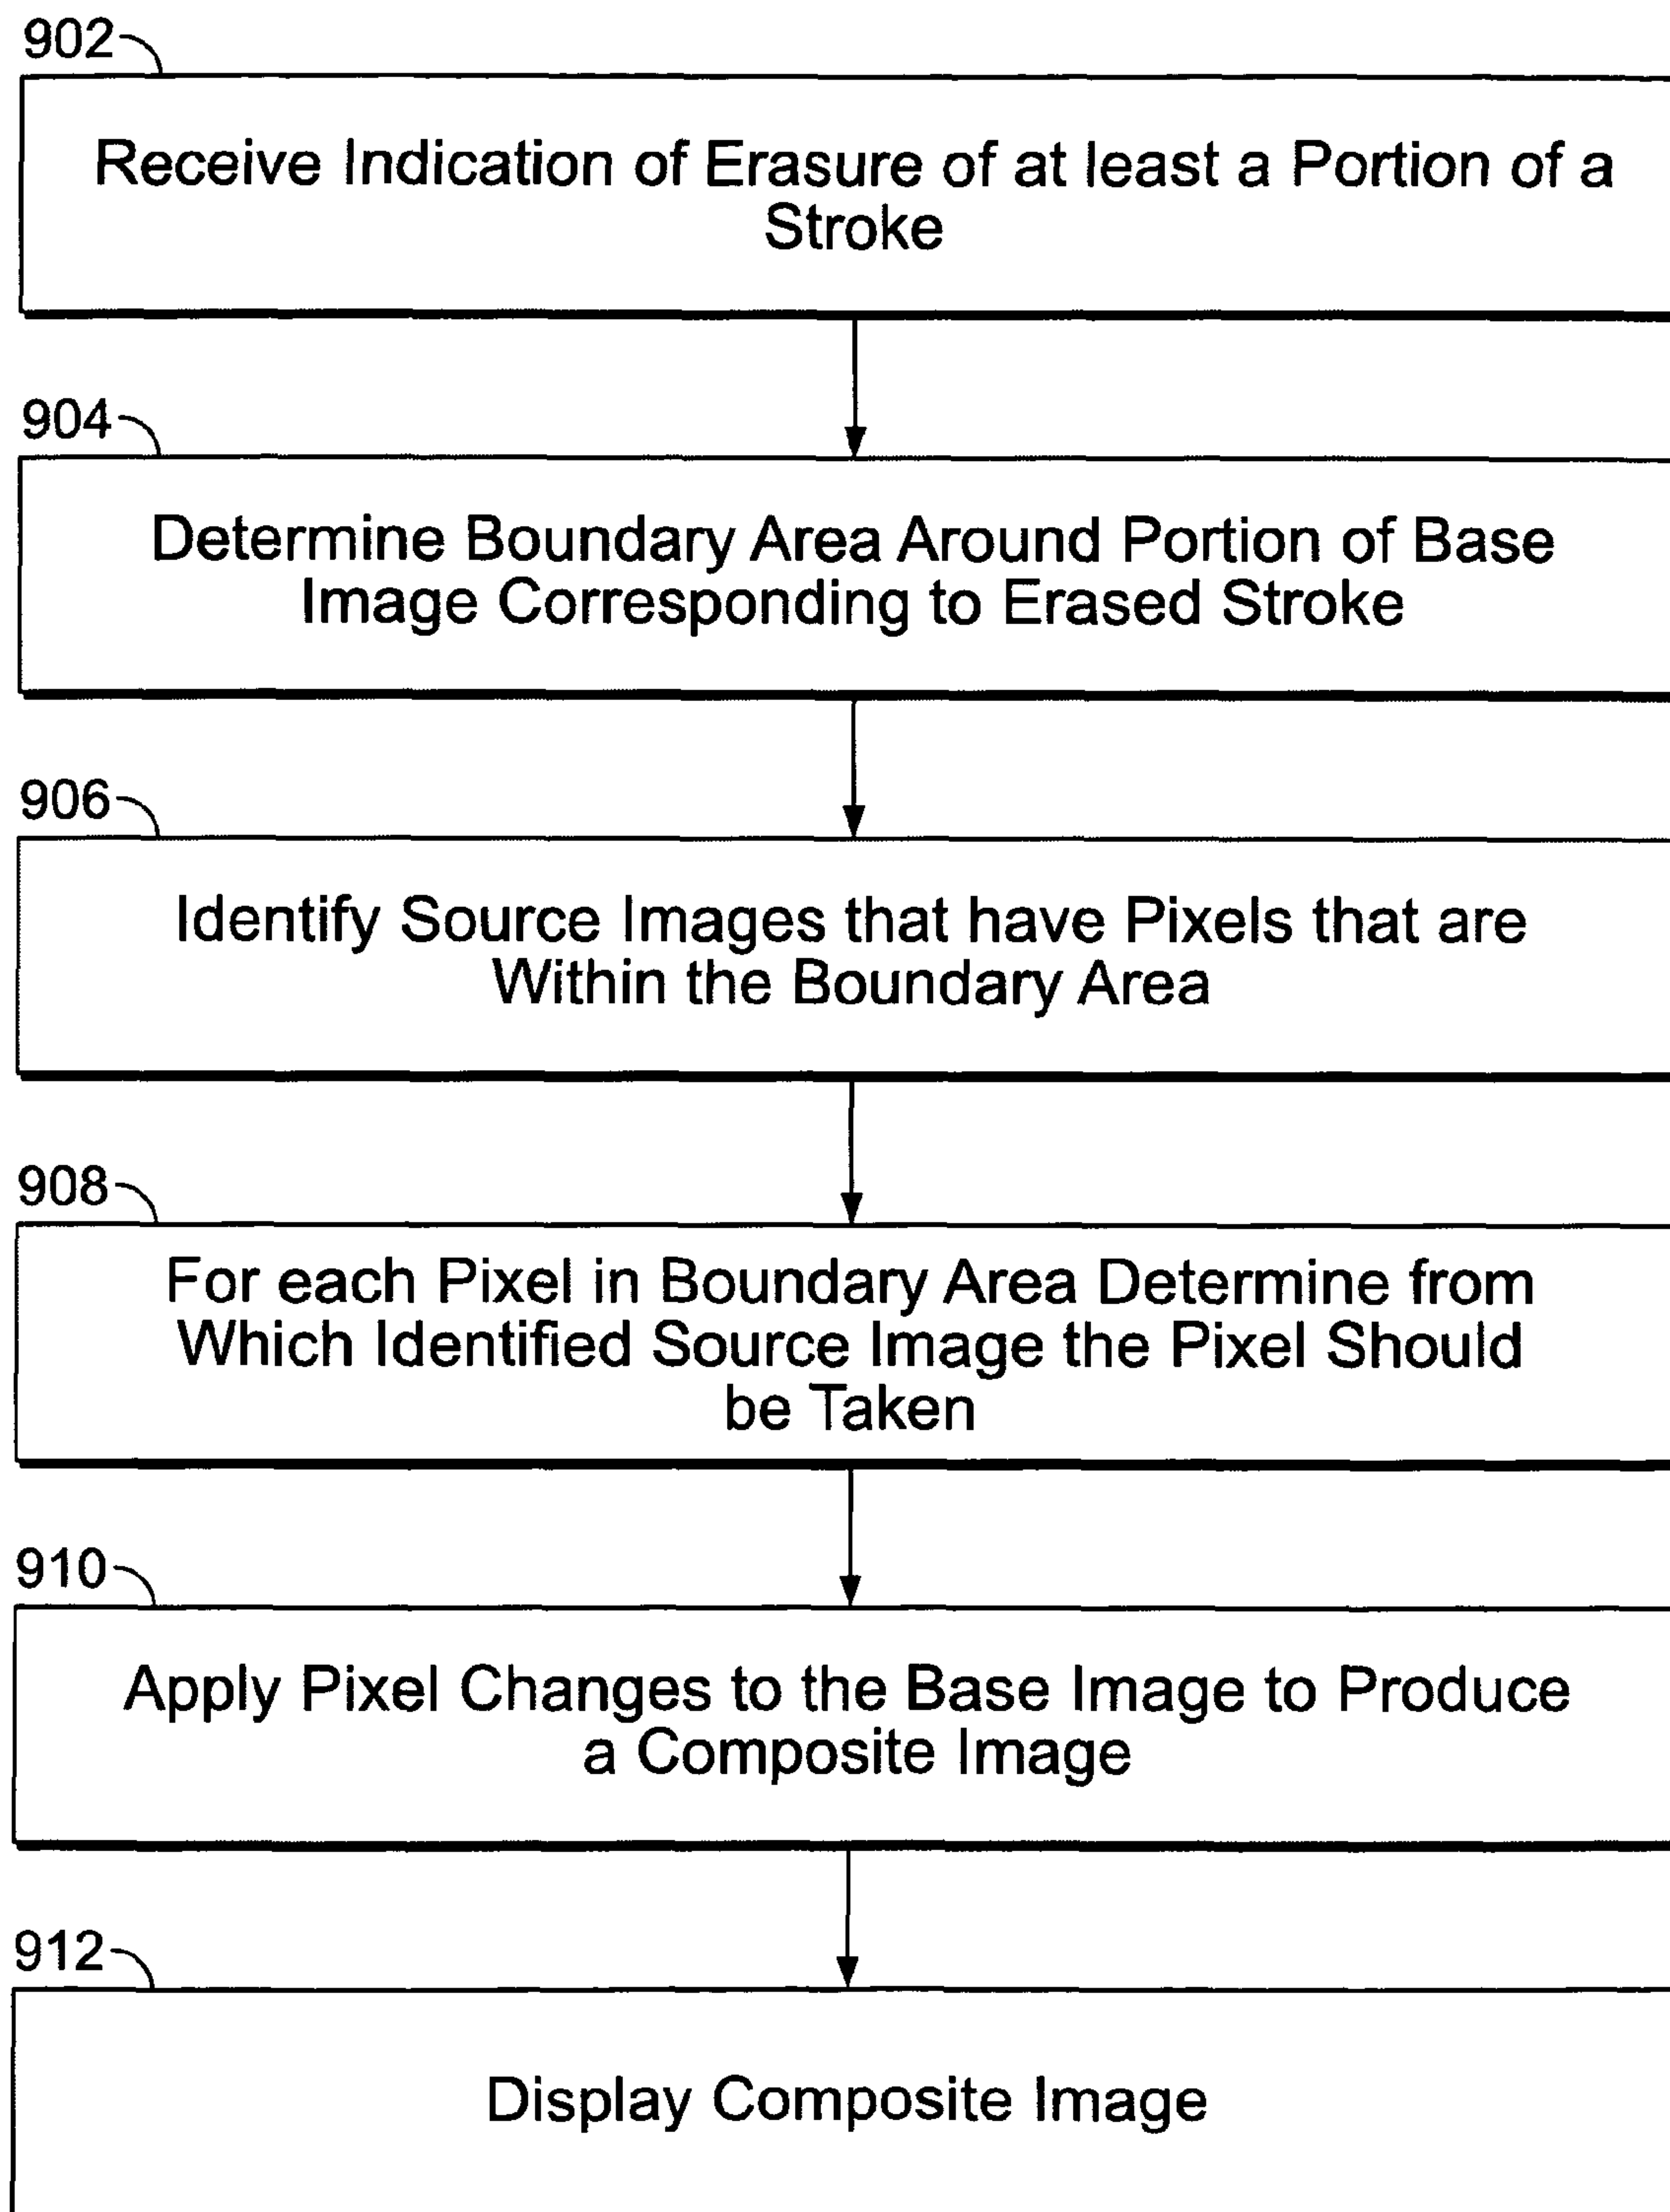 902
Receive Indication of Erasure of at least a Portion of a
Stroke
904
Determine Boundary Area Around Portion of Base
Image Corresponding to Erased Stroke
906
Identify Source Images that have Pixels that are
Within the Boundary Area
908
For each Pixel in Boundary Area Determine from
Which Identified Source Image the Pixel Should
be Taken
910
Apply Pixel Changes to the Base Image to Produce
a Composite Image
912
Display Composite Image